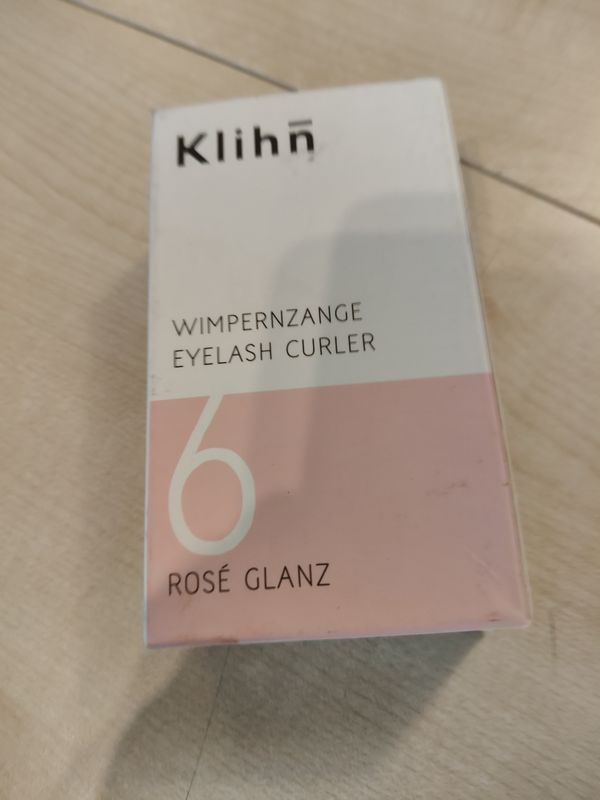 Klihn̄
WIMPERNZANGE
EYELASH CURLER
6
ROSÉ GLANZ